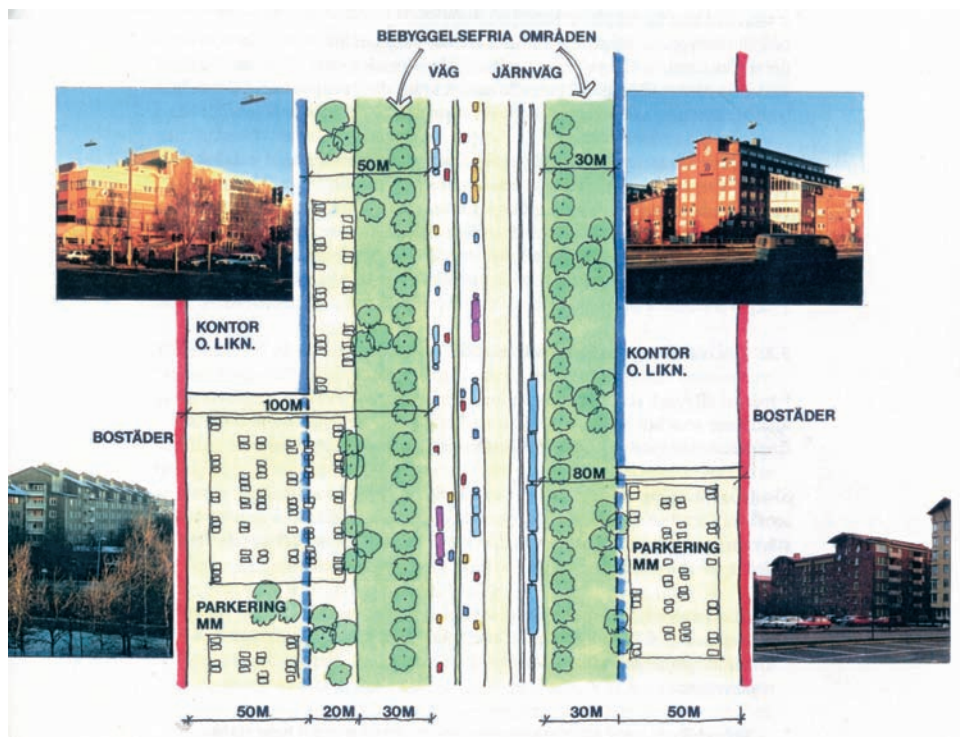 BEBYGGELSEFRIA OMRÅDEN
VÄG
JÄRNVÄG
50M
30M
KONTOR
O. LIKN.
KONTOR
O. LIKN.
100M
BOSTÄDER
BOSTÄDER
80M
PARKERING
MM
PARKERING
MM
50M
20M
30M
30M
50M